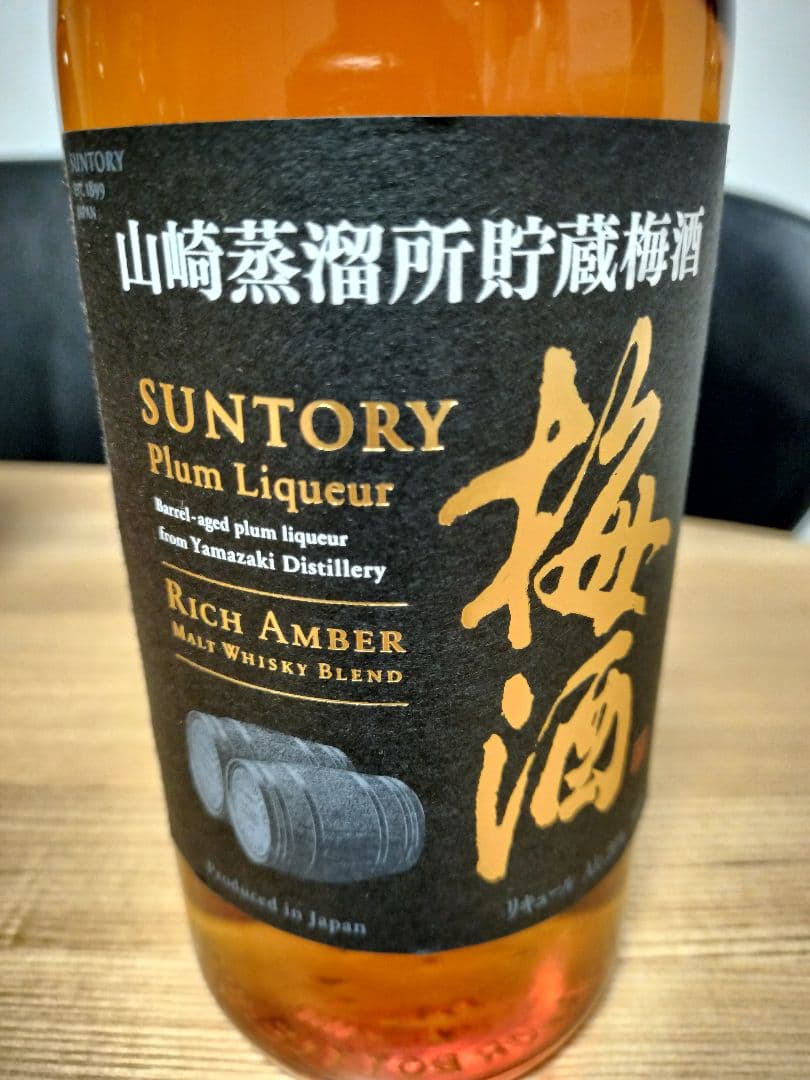 SUNTORY
EST. 1899
JAPAN
山崎蒸溜所貯蔵梅酒
SUNTORY
Plum Liqueur
Barrel-aged plum liqueur
from Yamazaki Distillery
RICH AMBER
MALT WHISKY BLEND
梅酒
Produced in Japan
リキュール